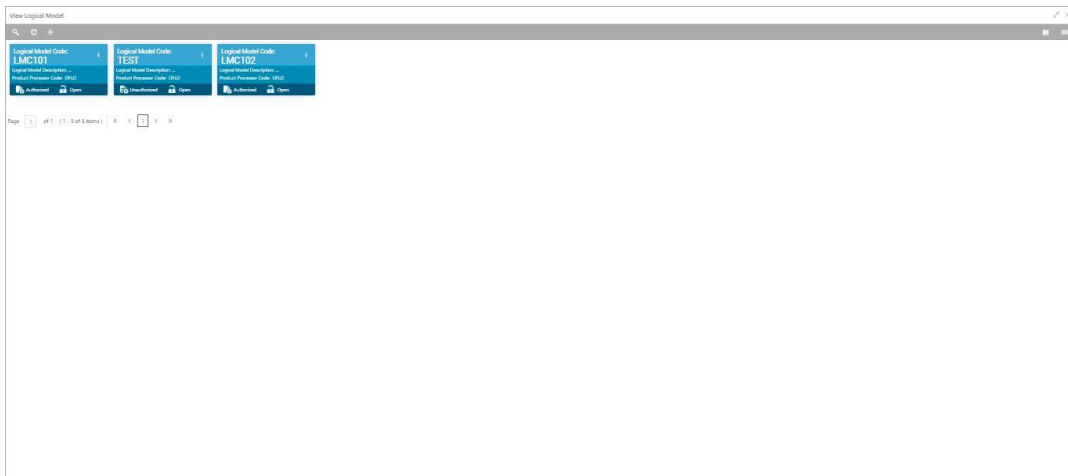 View Logical Model
Logical Model Code:
LMC101
Logical Model Description: ...
Product Processor Code: OFLO
Authorized Open
Logical Model Code:
TEST
Logical Model Description: ...
Product Processor Code: OFLO
Unauthorized Open
Logical Model Code:
LMC102
Logical Model Description: ...
Product Processor Code: OFLO
Authorized Open
Page 1 of 1 (1 - 3 of 3 items) K < 1 > >|